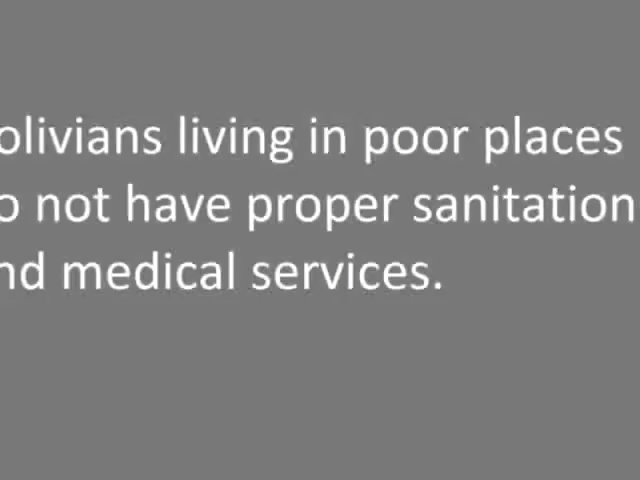 olivians living in poor places
o not have proper sanitation
nd medical services.